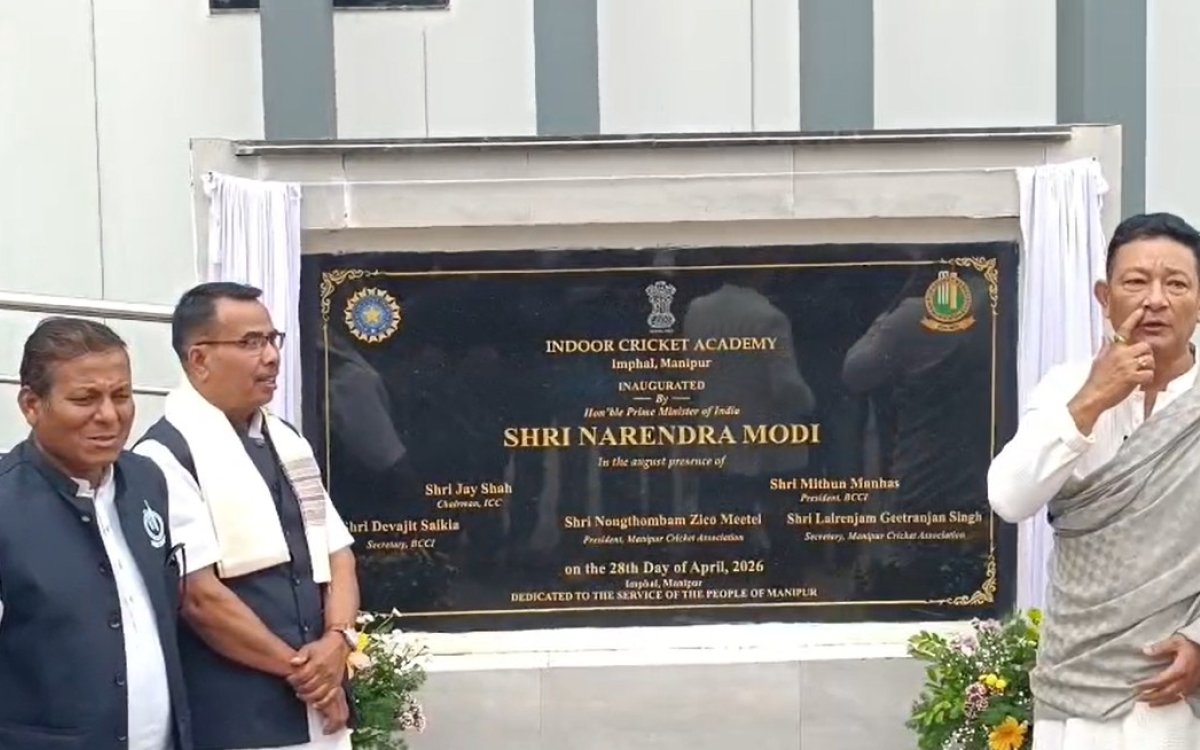 INDOOR CRICKET ACADEMY
Imphal, Manipur
INAUGURATED
By
Hon'ble Prime Minister of India
SHRI NARENDRA MODI
In the august presence of
Shri Jay Shah
Chairman, ICC
Shri Mithun Manhas
President, BCCI
Shri Devajit Saikia
Secretary, BCCI
Shri Nongthombam Zico Meetei
President, Manipur Cricket Association
Shri Lalrenjam Geetranjan Singh
Secretary, Manipur Cricket Association
on the 28th Day of April, 2026
Imphal, Manipur
DEDICATED TO THE SERVICE OF THE PEOPLE OF MANIPUR